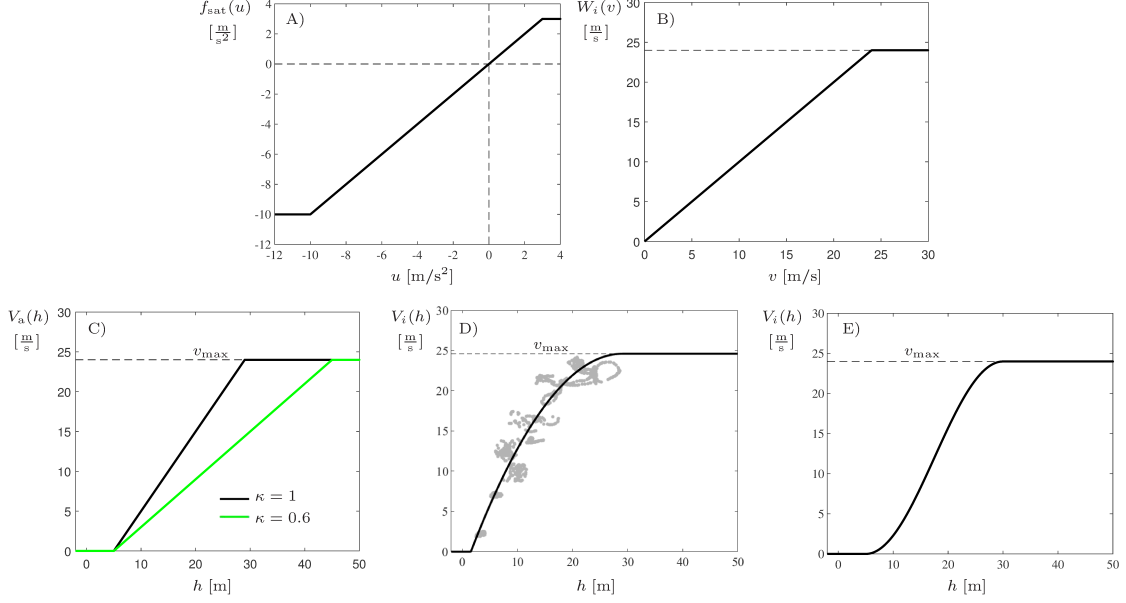 f_sat(u)
[m/s²]
A)
4
2
0
-2
-4
-6
-8
-10
-12
-12 -10 -8 -6 -4 -2 0 2 4
u [m/s²]
W_i(v)
[m/s]
B)
30
25
20
15
10
5
0
0 5 10 15 20 25 30
v [m/s]
V_a(h)
[m/s]
C)
v_max
30
25
20
15
10
5
0
κ = 1
κ = 0.6
0 10 20 30 40 50
h [m]
V_i(h)
[m/s]
D)
v_max
30
25
20
15
10
5
0
0 10 20 30 40 50
h [m]
V_i(h)
[m/s]
E)
v_max
30
25
20
15
10
5
0
0 10 20 30 40 50
h [m]